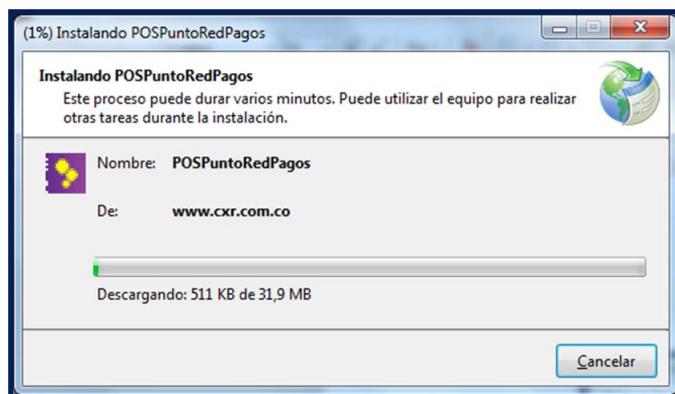 (1%) Instalando POSPuntoRedPagos
Instalando POSPuntoRedPagos
Este proceso puede durar varios minutos. Puede utilizar el equipo para realizar
otras tareas durante la instalación.
Nombre: POSPuntoRedPagos
De: www.cxr.com.co
Descargando: 511 KB de 31,9 MB
Cancelar